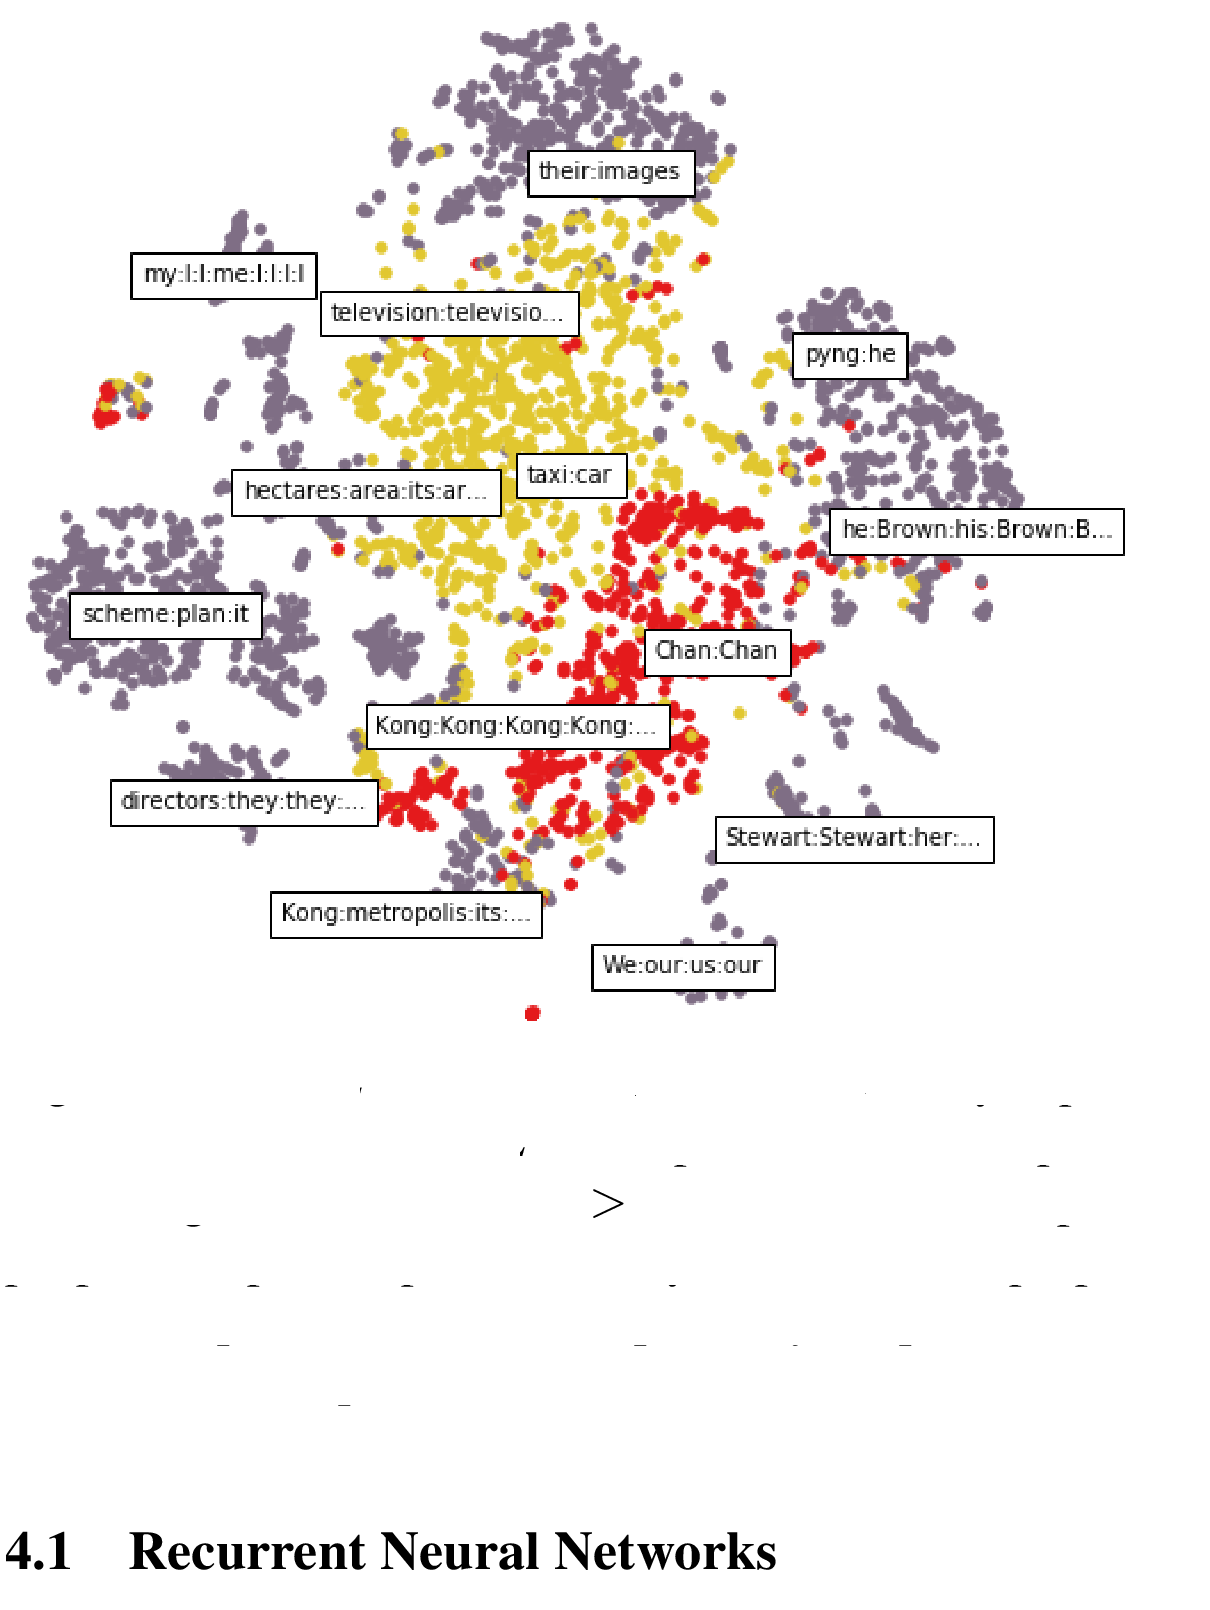 their:images
my:I:I:me:I:I:I:I
television:televisio...
pyng:he
taxi:car
hectares:area:its:ar...
he:Brown:his:Brown:B...
scheme:plan:it
Chan:Chan
Kong:Kong:Kong:Kong:...
directors:they:they:...
Stewart:Stewart:her:...
Kong:metropolis:its:...
We:our:us:our
>
4.1 Recurrent Neural Networks